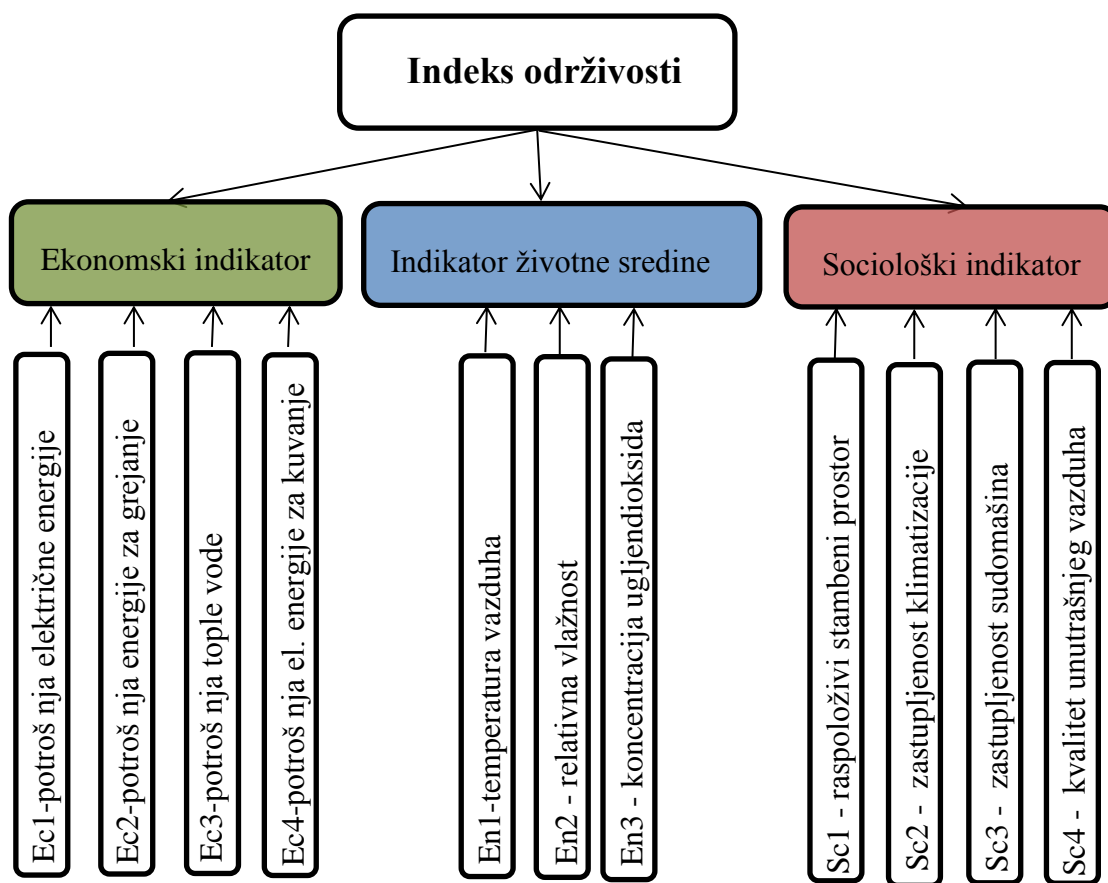 Indeks održivosti
Ekonomski indikator
Indikator životne sredine
Sociološki indikator
Ec1-potroš nja električne energije
Ec2-potroš nja energije za grejanje
Ec3-potroš nja tople vode
Ec4-potroš nja el. energije za kuvanje
En1-temperatura vazduha
En2 - relativna vlažnost
En3 - koncentracija ugljendioksida
Sc1 - raspoloživi stambeni prostor
Sc2 - zastupljenost klimatizacije
Sc3 - zastupljenost sudomašina
Sc4 - kvalitet unutrašnjeg vazduha